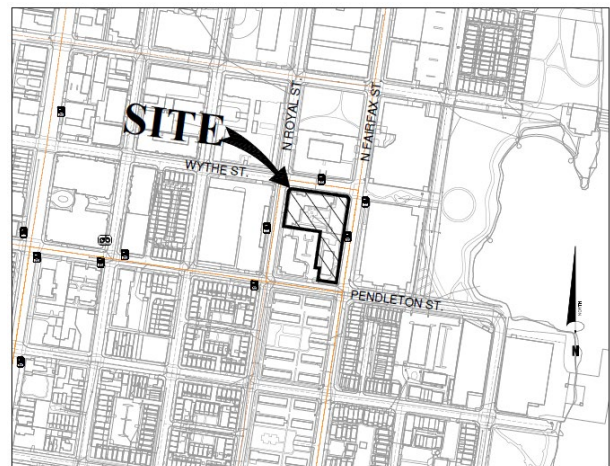 N ROYAL ST.
N FAIRFAX ST.
SITE
WYTHE ST.
PENDLETON ST.
NORTH
N